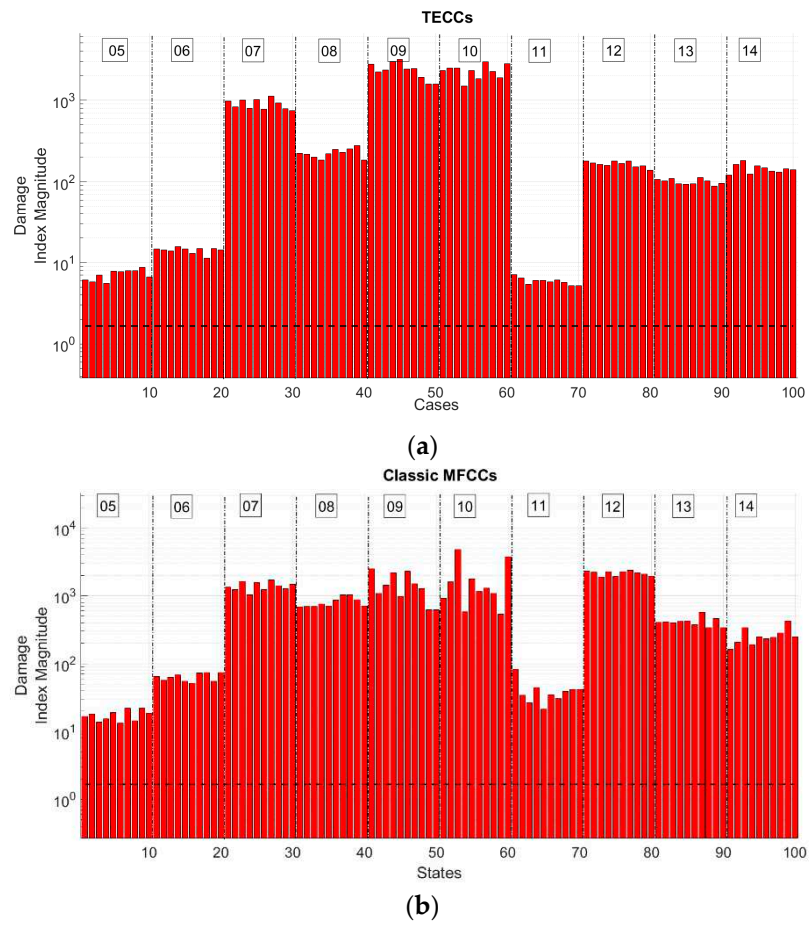 TECCs
05 06 07 08 09 10 11 12 13 14
10^3
10^2
10^1
10^0
Damage
Index Magnitude
10 20 30 40 50 60 70 80 90 100
Cases
(a)
Classic MFCCs
05 06 07 08 09 10 11 12 13 14
10^4
10^3
10^2
10^1
10^0
Damage
Index Magnitude
10 20 30 40 50 60 70 80 90 100
States
(b)